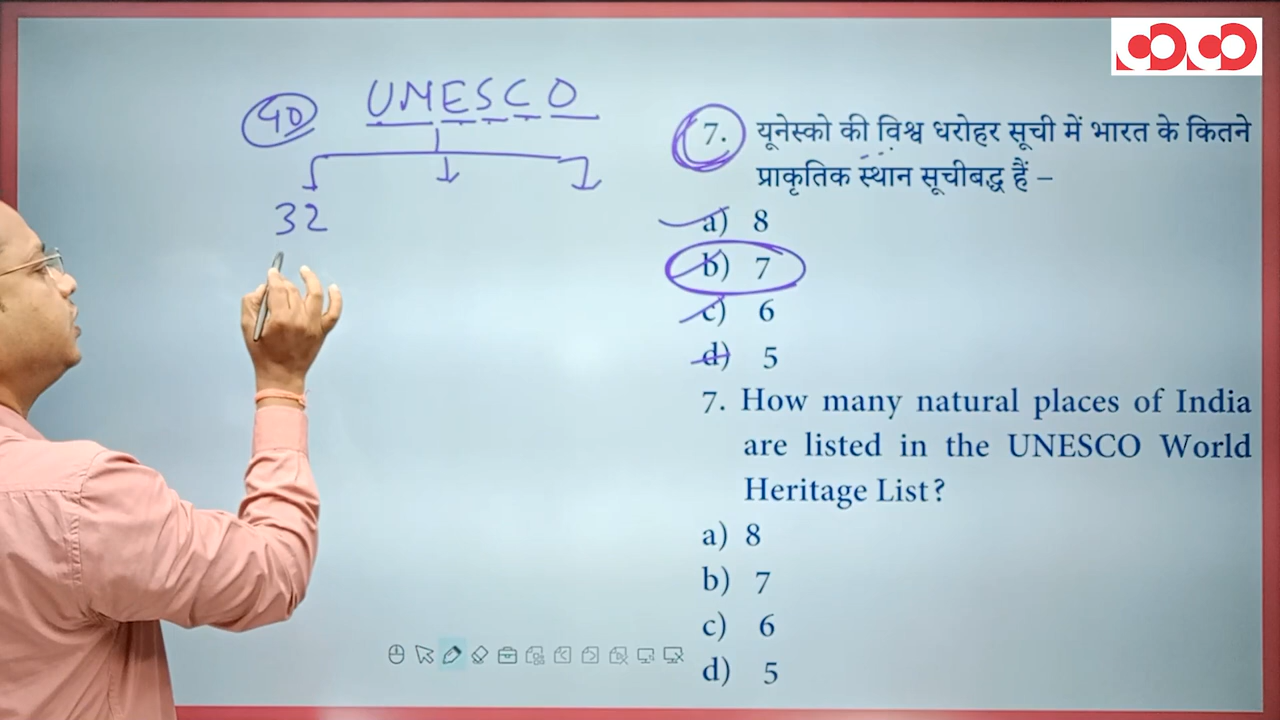 UNESCO
40
32
7. यूनेस्को की विश्व धरोहर सूची में भारत के कितने
प्राकृतिक स्थान सूचीबद्ध हैं –
a) 8
b) 7
c) 6
d) 5
7. How many natural places of India
are listed in the UNESCO World
Heritage List?
a) 8
b) 7
c) 6
d) 5